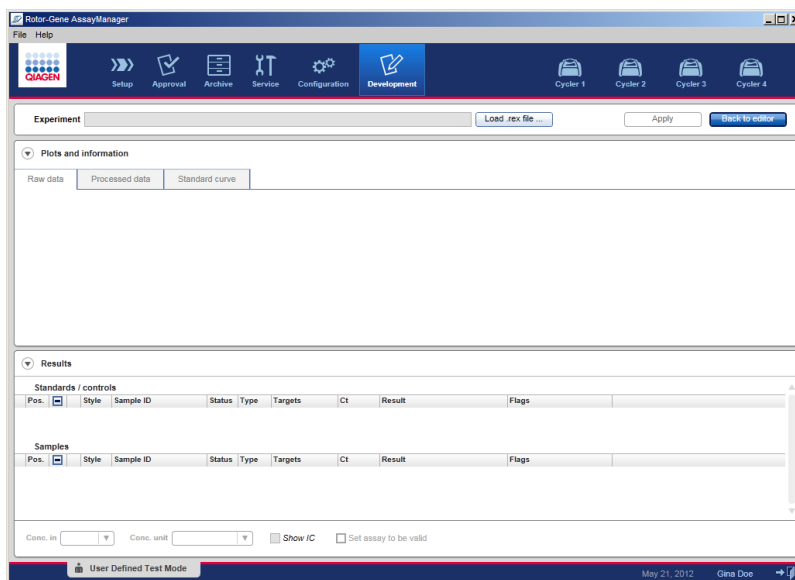 Rotor-Gene AssayManager
File Help
QIAGEN
Setup Approval Archive Service Configuration Development Cycler 1 Cycler 2 Cycler 3 Cycler 4
Experiment Load .rex file ... Apply Back to editor
Plots and information
Raw data Processed data Standard curve
Results
Standards / controls
Pos. Style Sample ID Status Type Targets Ct Result Flags
Samples
Pos. Style Sample ID Status Type Targets Ct Result Flags
Conc. in Conc. unit Show IC Set assay to be valid
User Defined Test Mode May 21, 2012 Gina Doe